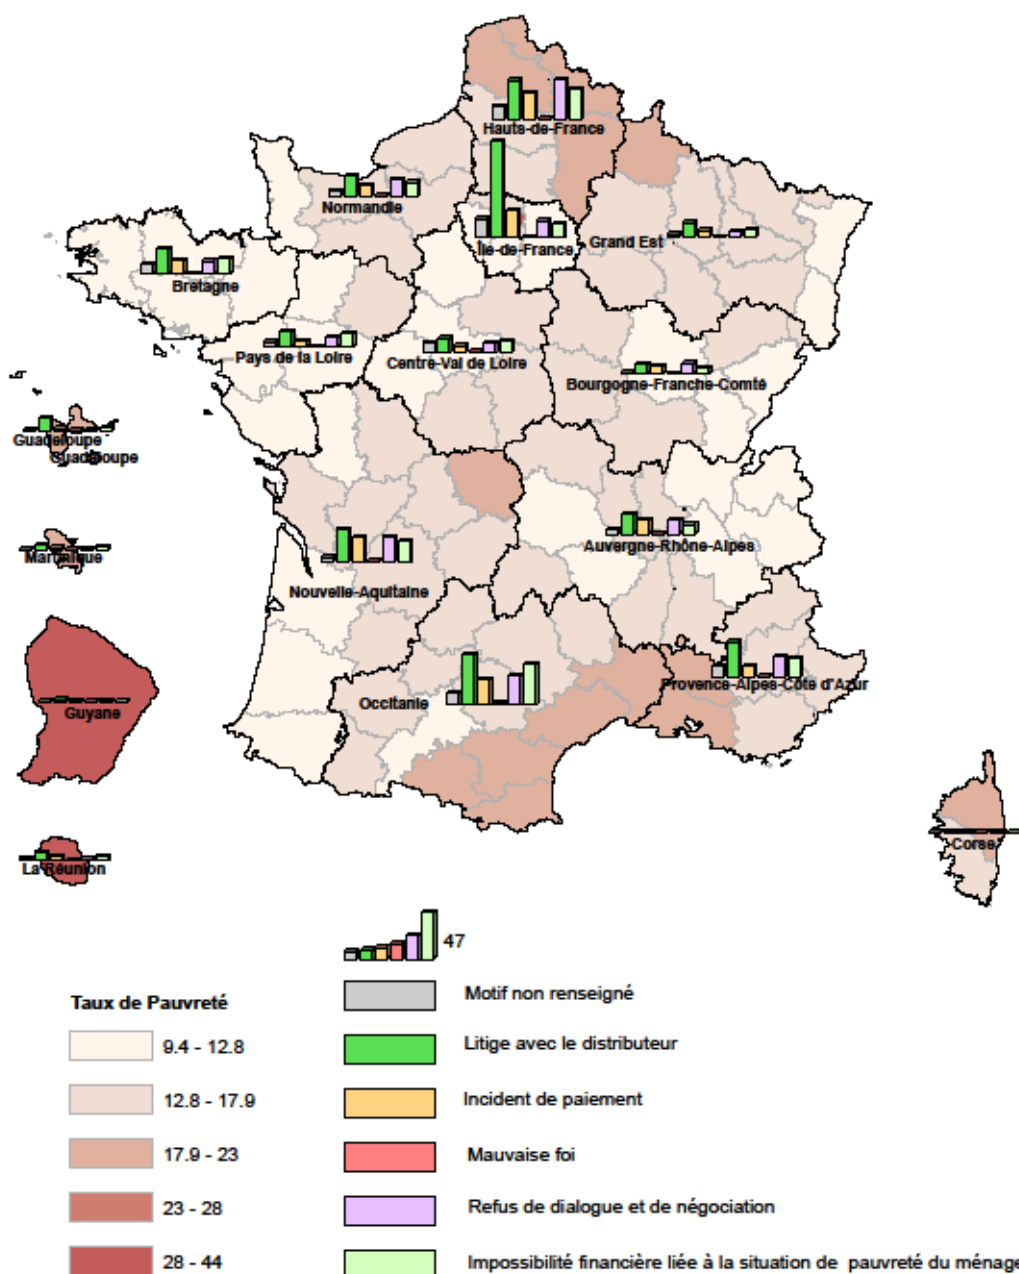 Hauts-de-France
Normandie
Île-de-France
Grand Est
Bretagne
Pays de la Loire
Centre-Val de Loire
Bourgogne-Franche-Comté
Guadeloupe
Guadeloupe
Martinique
Auvergne-Rhône-Alpes
Nouvelle-Aquitaine
Provence-Alpes-Côte d'Azur
Occitanie
Guyane
Corse
La Réunion
47
Taux de Pauvreté
9.4 - 12.8
12.8 - 17.9
17.9 - 23
23 - 28
28 - 44
Motif non renseigné
Litige avec le distributeur
Incident de paiement
Mauvaise foi
Refus de dialogue et de négociation
Impossibilité financière liée à la situation de pauvreté du ménage